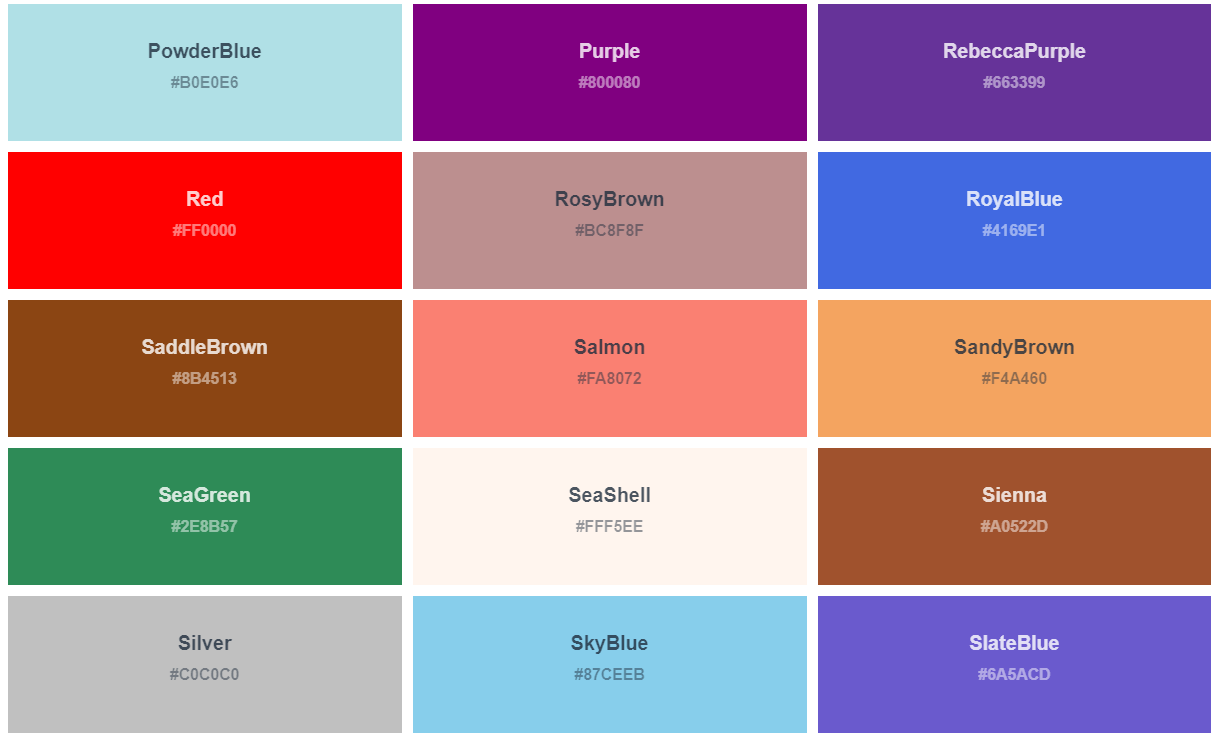 PowderBlue
#B0E0E6
Purple
#800080
RebeccaPurple
#663399
Red
#FF0000
RosyBrown
#BC8F8F
RoyalBlue
#4169E1
SaddleBrown
#8B4513
Salmon
#FA8072
SandyBrown
#F4A460
SeaGreen
#2E8B57
SeaShell
#FFF5EE
Sienna
#A0522D
Silver
#C0C0C0
SkyBlue
#87CEEB
SlateBlue
#6A5ACD